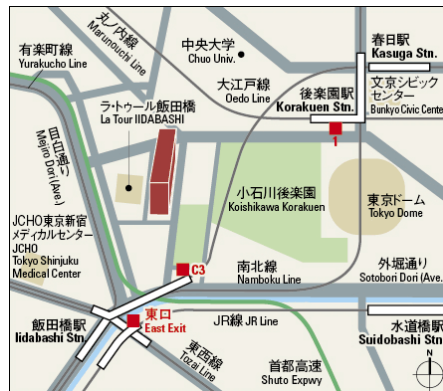 丸ノ内線
Marunouchi Line
有楽町線
Yurakucho Line
中央大学
Chuo Univ.
春日駅
Kasuga Stn.
後楽園駅
Korakuen Stn.
文京シビック
センター
Bunkyo Civic Center
大江戸線
Oedo Line
1
ラ・トゥール飯田橋
La Tour IIDABASHI
目白通り
Mejiro Dori (Ave.)
小石川後楽園
Koishikawa Korakuen
東京ドーム
Tokyo Dome
JCHO東京新宿
メディカルセンター
JCHO
Tokyo Shinjuku
Medical Center
C3
南北線
Namboku Line
外堀通り
Sotobori Dori (Ave.)
飯田橋駅
Iidabashi Stn.
東口
East Exit
JR線 JR Line
水道橋駅
Suidobashi Stn.
東西線
Tozai Line
首都高速
Shuto Expwy
N